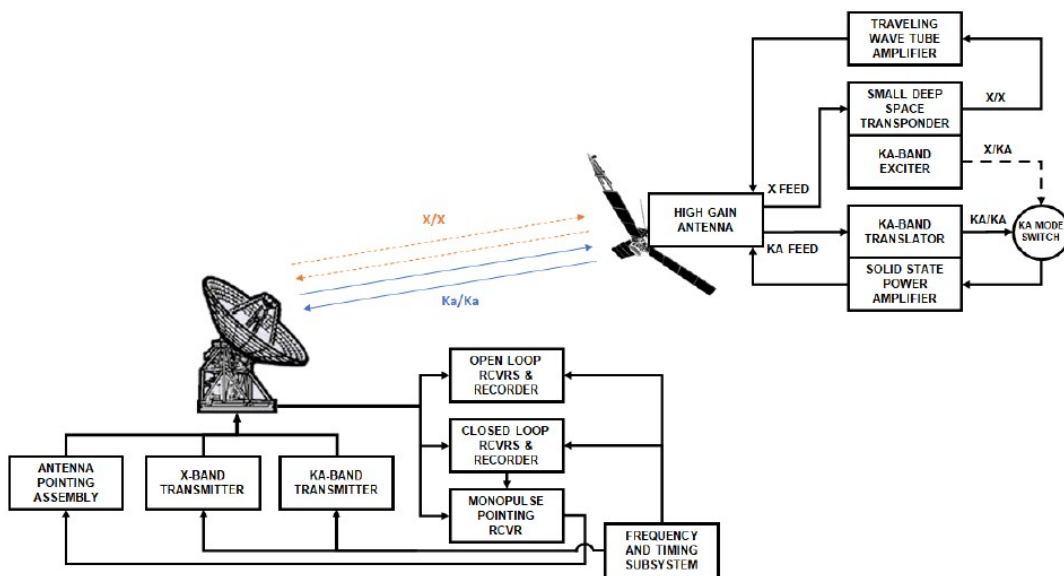 TRAVELING
WAVE TUBE
AMPLIFIER
SMALL DEEP
SPACE
TRANSPONDER
X/X
KA-BAND
EXCITER
X/KA
X FEED
HIGH GAIN
ANTENNA
KA FEED
KA-BAND
TRANSLATOR
KA/KA
KA MODE
SWITCH
SOLID STATE
POWER
AMPLIFIER
X/X
Ka/Ka
OPEN LOOP
RCVRS &
RECORDER
CLOSED LOOP
RCVRS &
RECORDER
ANTENNA
POINTING
ASSEMBLY
X-BAND
TRANSMITTER
KA-BAND
TRANSMITTER
MONOPULSE
POINTING
RCVR
FREQUENCY
AND TIMING
SUBSYSTEM